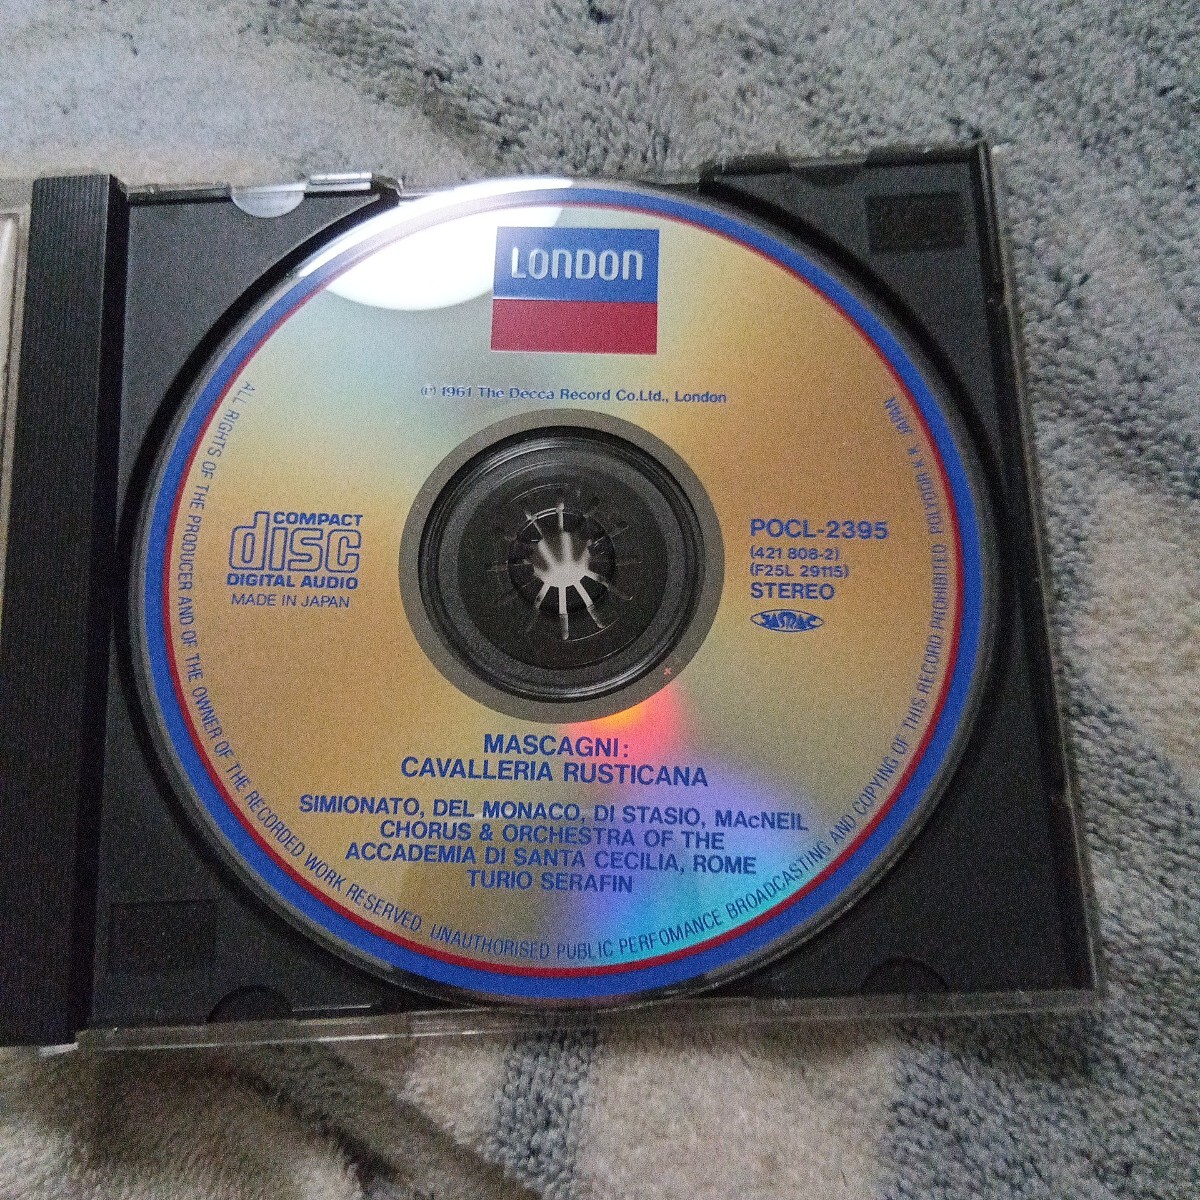 LONDON
℗ 1961 The Decca Record Co.Ltd., London
COMPACT
disc
DIGITAL AUDIO
MADE IN JAPAN
POCL-2395
(421 808-2)
(F25L 29115)
STEREO
JASRAC
MASCAGNI:
CAVALLERIA RUSTICANA
SIMIONATO, DEL MONACO, DI STASIO, MAcNEIL
CHORUS & ORCHESTRA OF THE
ACCADEMIA DI SANTA CECILIA, ROME
TURIO SERAFIN
ALL RIGHTS OF THE PRODUCER AND OF THE OWNER OF THE RECORDED WORK RESERVED. UNAUTHORISED PUBLIC PERFOMANCE BROADCASTING AND COPYING OF THIS RECORD PROHIBITED POLYDOR K.K. JAPAN